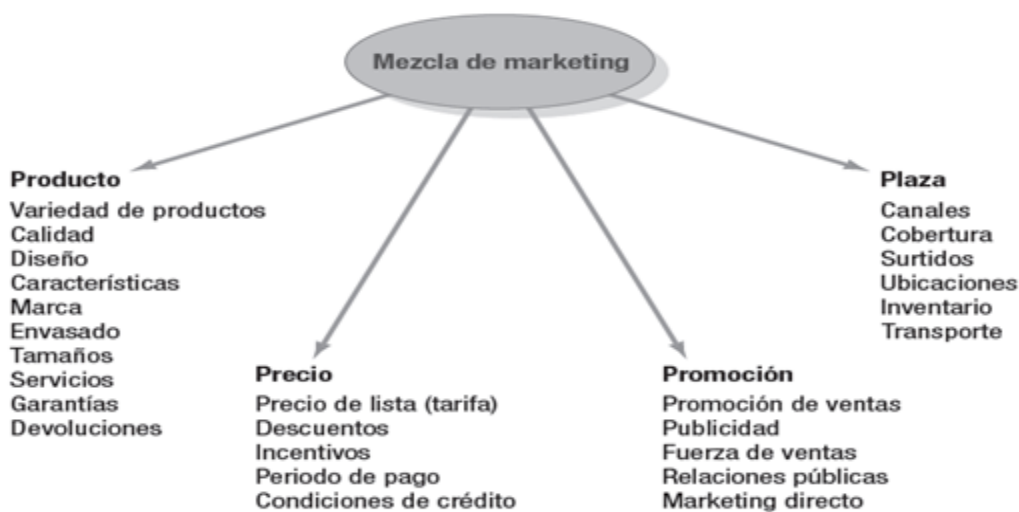 Mezcla de marketing
Producto
Variedad de productos
Calidad
Diseño
Características
Marca
Envasado
Tamaños
Servicios
Garantías
Devoluciones
Precio
Precio de lista (tarifa)
Descuentos
Incentivos
Periodo de pago
Condiciones de crédito
Promoción
Promoción de ventas
Publicidad
Fuerza de ventas
Relaciones públicas
Marketing directo
Plaza
Canales
Cobertura
Surtidos
Ubicaciones
Inventario
Transporte